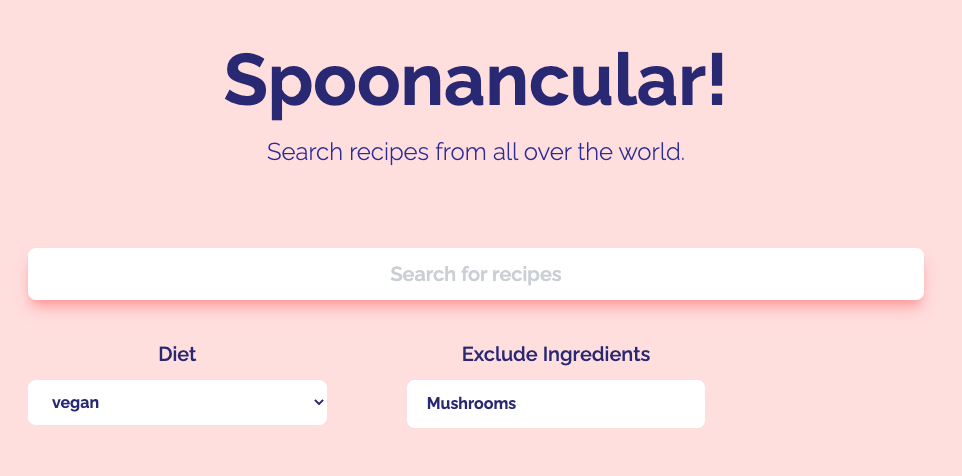 Spoonancular!
Search recipes from all over the world.
Search for recipes
Diet
Exclude Ingredients
vegan
Mushrooms